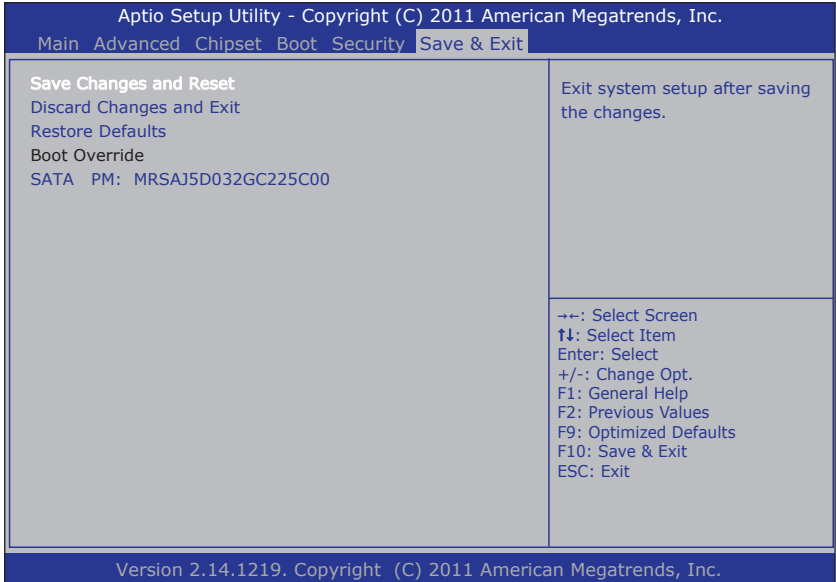 Aptio Setup Utility - Copyright (C) 2011 American Megatrends, Inc.
Main Advanced Chipset Boot Security Save & Exit
Save Changes and Reset
Discard Changes and Exit
Restore Defaults
Boot Override
SATA PM: MRSAJ5D032GC225C00
Exit system setup after saving
the changes.
→←: Select Screen
↑↓: Select Item
Enter: Select
+/-: Change Opt.
F1: General Help
F2: Previous Values
F9: Optimized Defaults
F10: Save & Exit
ESC: Exit
Version 2.14.1219. Copyright (C) 2011 American Megatrends, Inc.